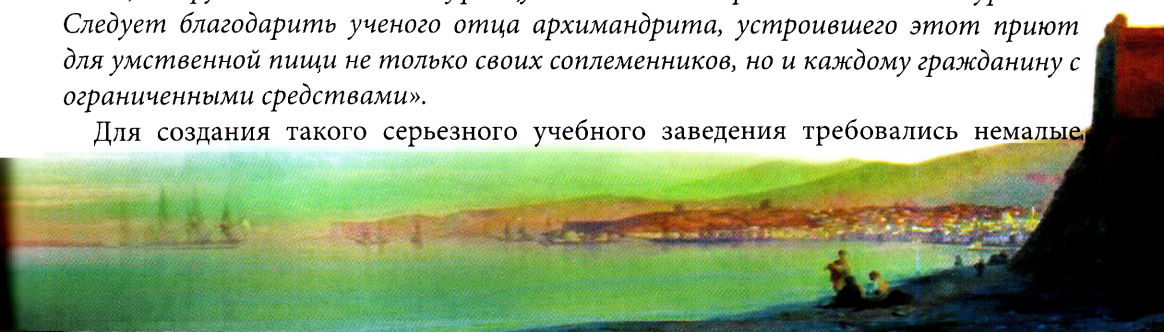 Следует благодарить ученого отца архимандрита, устроившего этот приют
для умственной пищи не только своих соплеменников, но и каждому гражданину с
ограниченными средствами».
Для создания такого серьезного учебного заведения требовались немалые